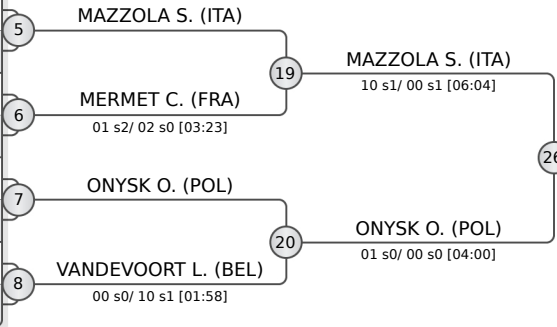 5
MAZZOLA S. (ITA)
19
MAZZOLA S. (ITA)
10 s1/ 00 s1 [06:04]
6
MERMET C. (FRA)
01 s2/ 02 s0 [03:23]
26
7
ONYSK O. (POL)
20
ONYSK O. (POL)
01 s0/ 00 s0 [04:00]
8
VANDEVOORT L. (BEL)
00 s0/ 10 s1 [01:58]